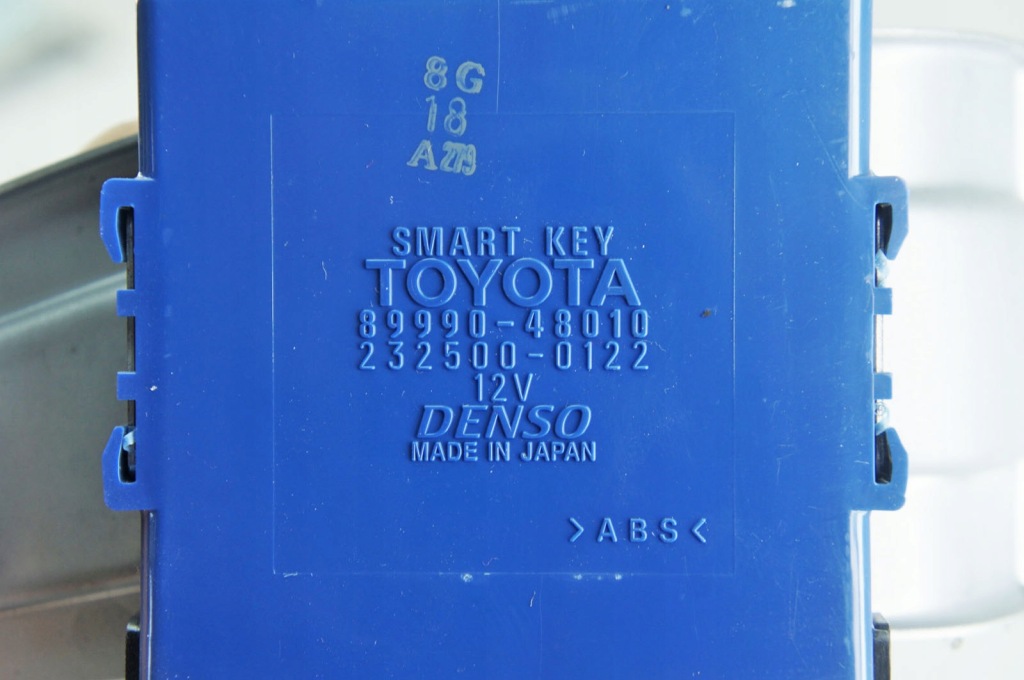 8G
18
A279
SMART KEY
TOYOTA
89990-48010
232500-0122
12V
DENSO
MADE IN JAPAN
>ABS<